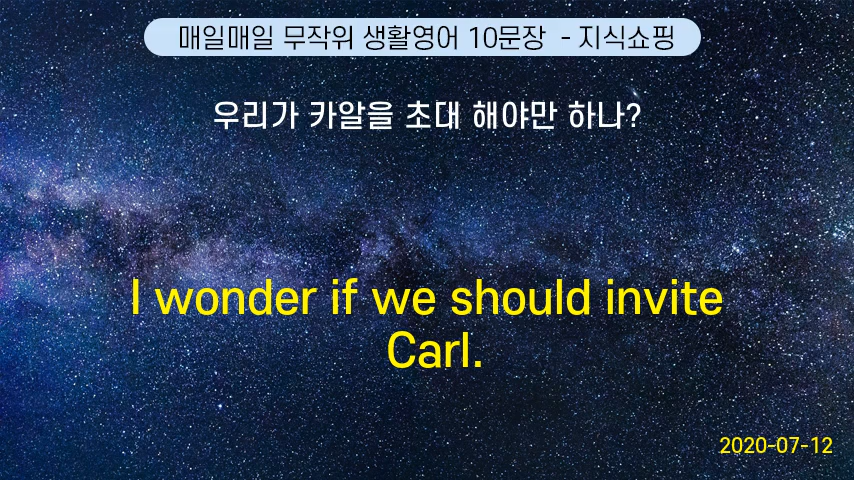 매일매일 무작위 생활영어 10문장 - 지식쇼핑
우리가 카알을 초대 해야만 하나?
I wonder if we should invite
Carl.
2020-07-12